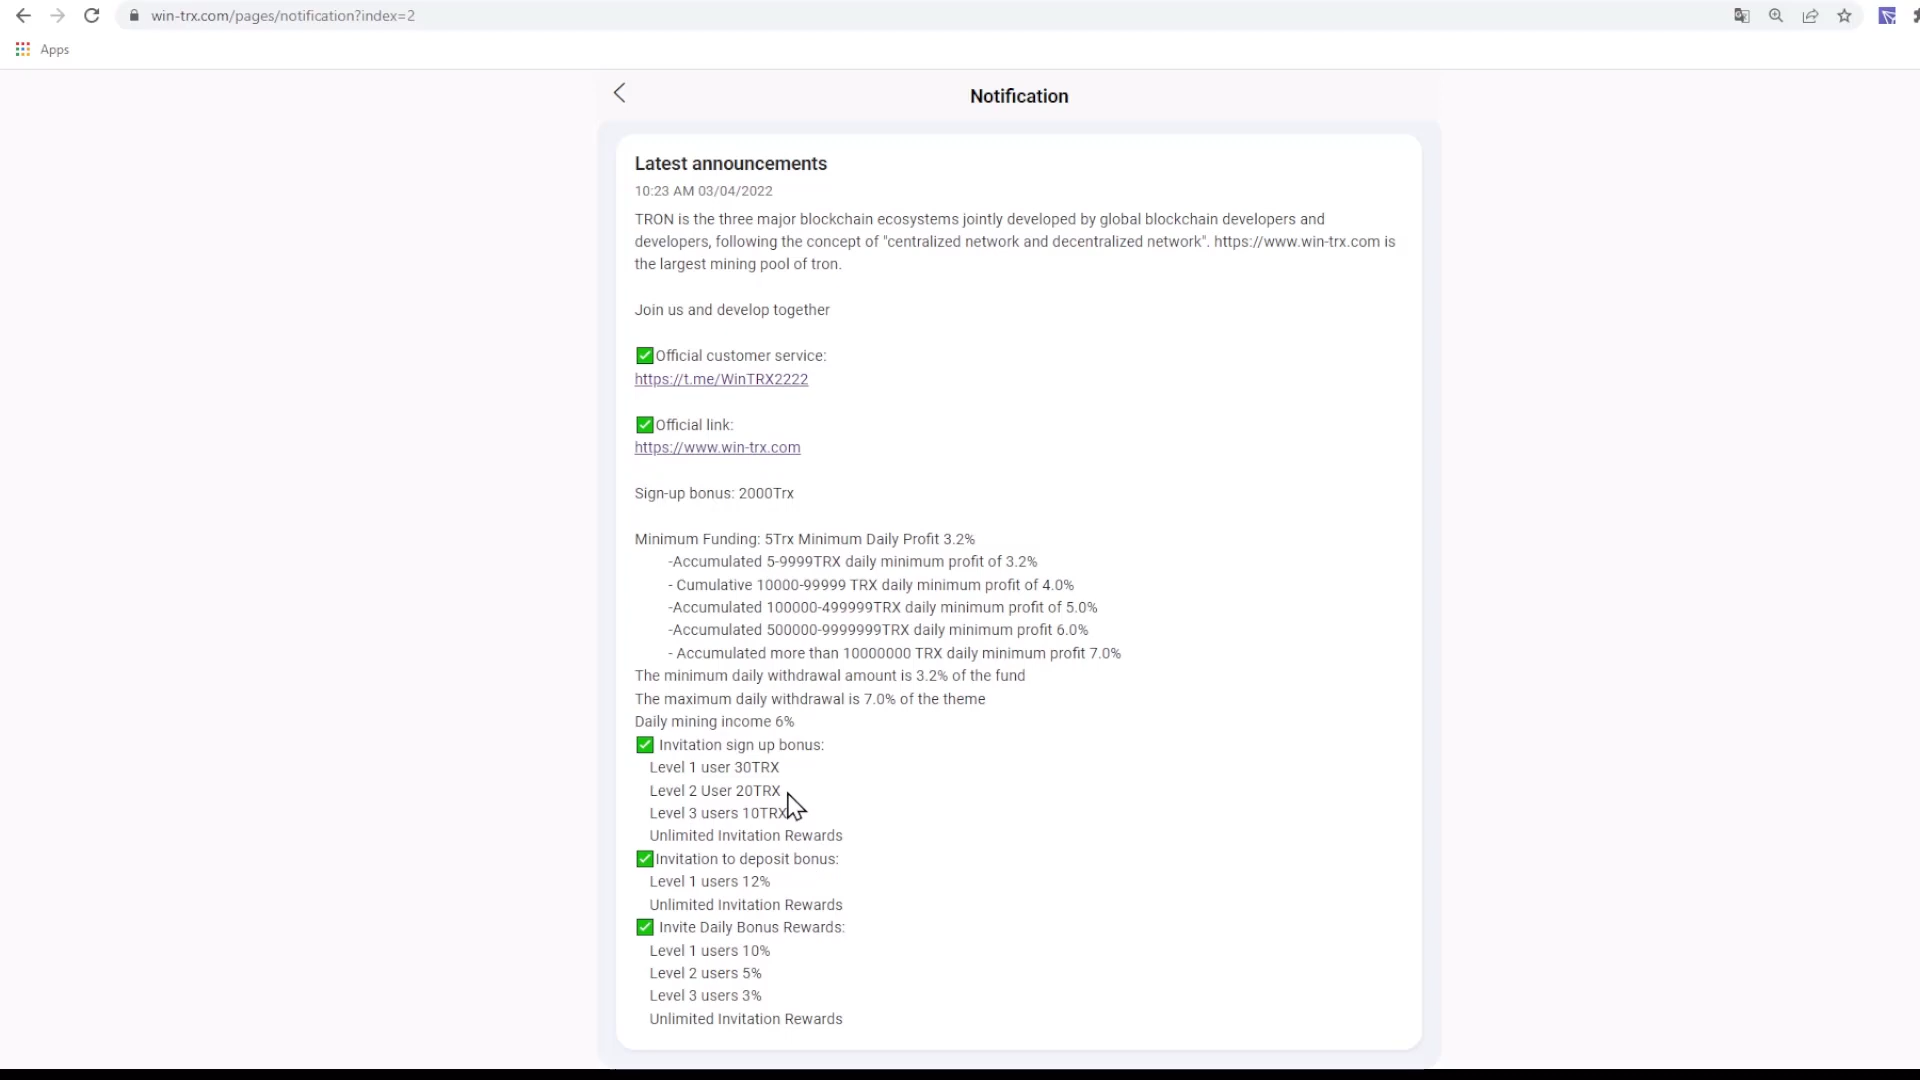 win-trx.com/pages/notification?index=2
Apps
Notification
Latest announcements
10:23 AM 03/04/2022
TRON is the three major blockchain ecosystems jointly developed by global blockchain developers and
developers, following the concept of "centralized network and decentralized network". https://www.win-trx.com is
the largest mining pool of tron.
Join us and develop together
✅Official customer service:
https://t.me/WinTRX2222
✅Official link:
https://www.win-trx.com
Sign-up bonus: 2000Trx
Minimum Funding: 5Trx Minimum Daily Profit 3.2%
-Accumulated 5-9999TRX daily minimum profit of 3.2%
- Cumulative 10000-99999 TRX daily minimum profit of 4.0%
-Accumulated 100000-499999TRX daily minimum profit of 5.0%
-Accumulated 500000-9999999TRX daily minimum profit 6.0%
- Accumulated more than 10000000 TRX daily minimum profit 7.0%
The minimum daily withdrawal amount is 3.2% of the fund
The maximum daily withdrawal is 7.0% of the theme
Daily mining income 6%
✅ Invitation sign up bonus:
Level 1 user 30TRX
Level 2 User 20TRX
Level 3 users 10TRX
Unlimited Invitation Rewards
✅Invitation to deposit bonus:
Level 1 users 12%
Unlimited Invitation Rewards
✅ Invite Daily Bonus Rewards:
Level 1 users 10%
Level 2 users 5%
Level 3 users 3%
Unlimited Invitation Rewards